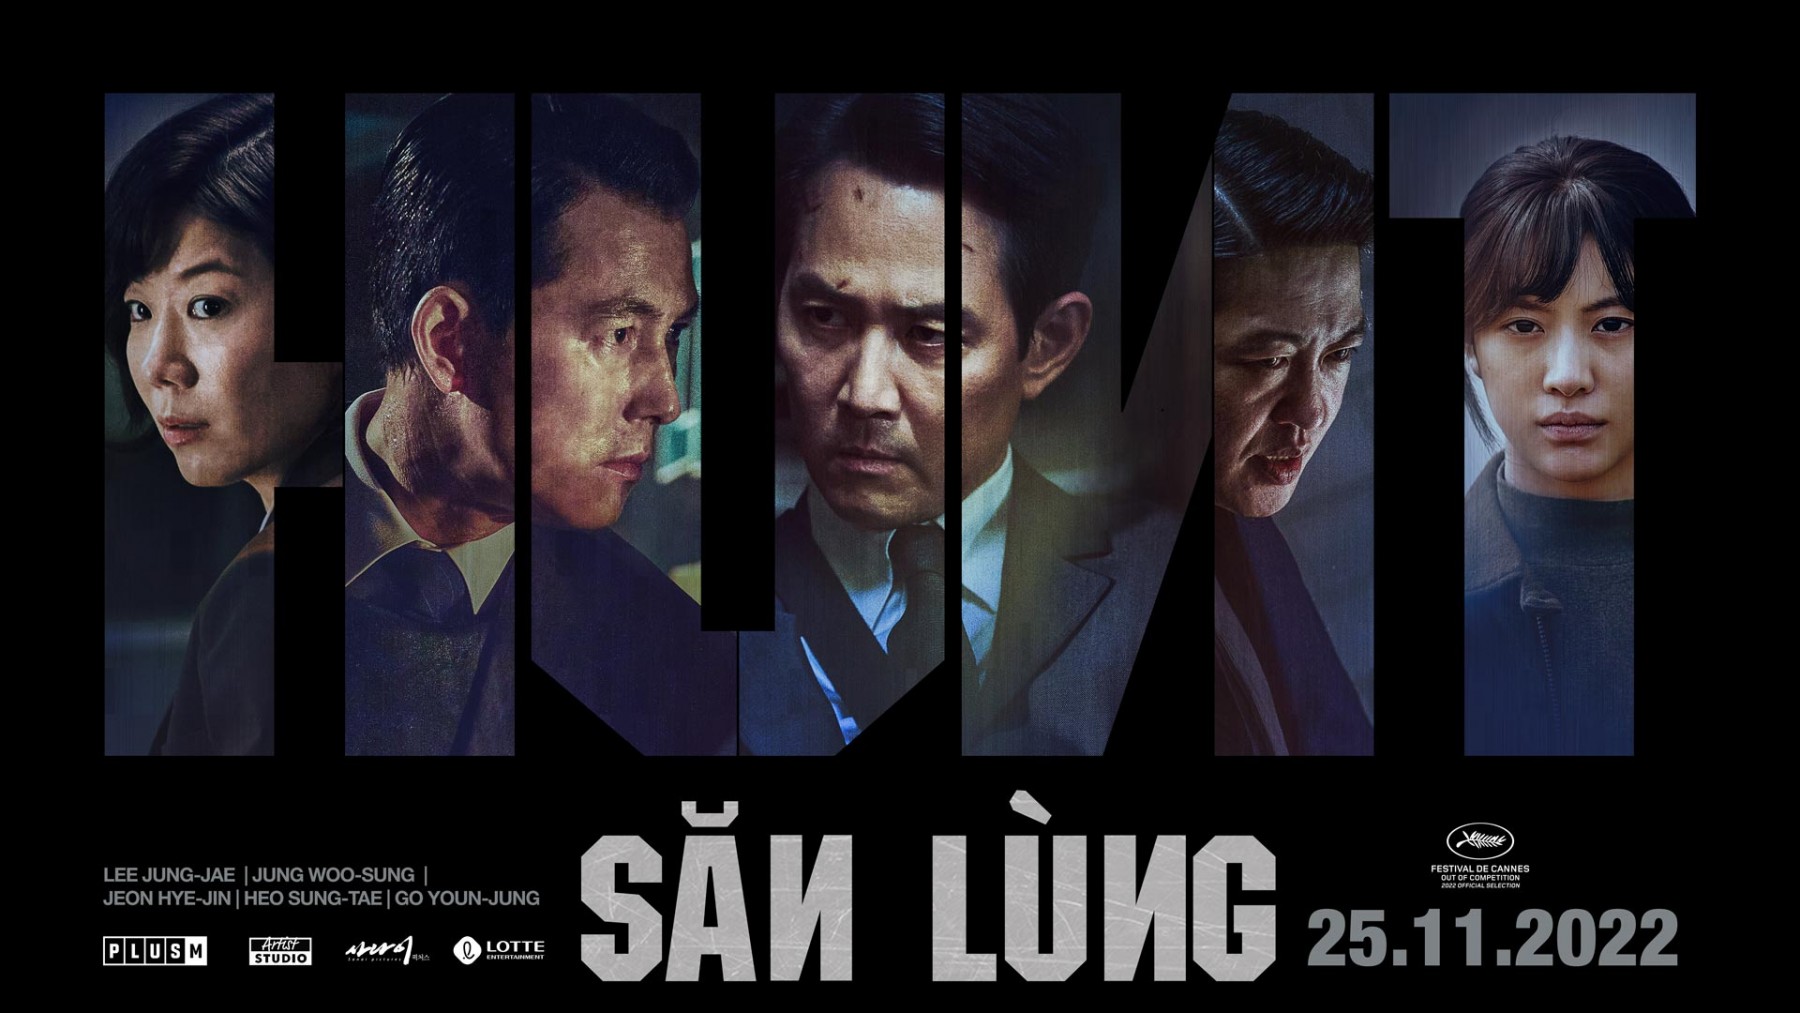 HUNT
SĂN LÙNG
LEE JUNG-JAE | JUNG WOO-SUNG |
JEON HYE-JIN | HEO SUNG-TAE | GO YOUN-JUNG
PLUSM
Artist
STUDIO
LOTTE
ENTERTAINMENT
FESTIVAL DE CANNES
OUT OF COMPETITION
2022 OFFICIAL SELECTION
25.11.2022